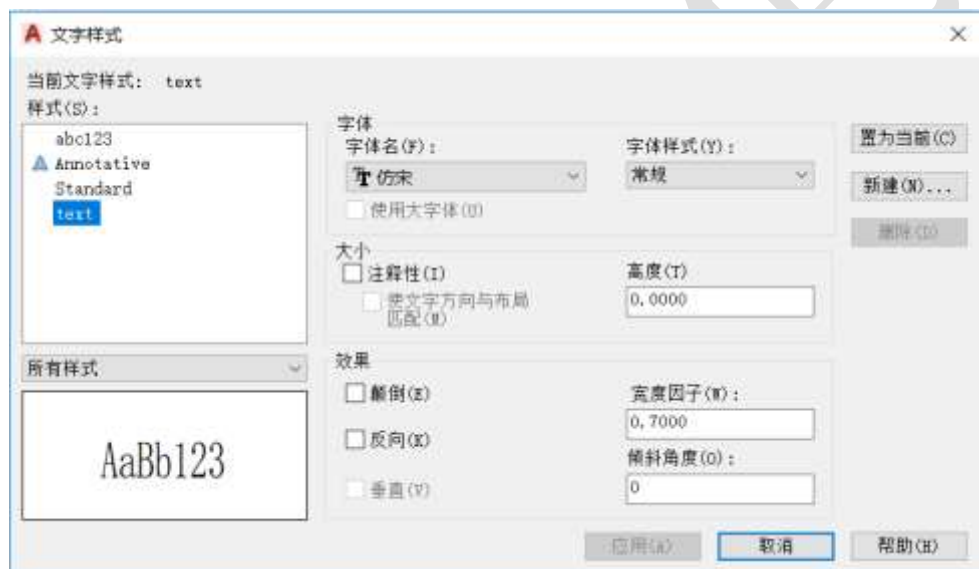 文字样式
当前文字样式: text
样式(S):
abc123
Annotative
Standard
text
所有样式
AaBb123
字体
字体名(F):
仿宋
使用大字体(U)
字体样式(Y):
常规
大小
注释性(I)
使文字方向与布局
匹配(M)
高度(T)
0.0000
效果
颠倒(E)
反向(K)
垂直(V)
宽度因子(W):
0.7000
倾斜角度(O):
0
置为当前(C)
新建(N)...
删除(D)
应用(A)
取消
帮助(H)